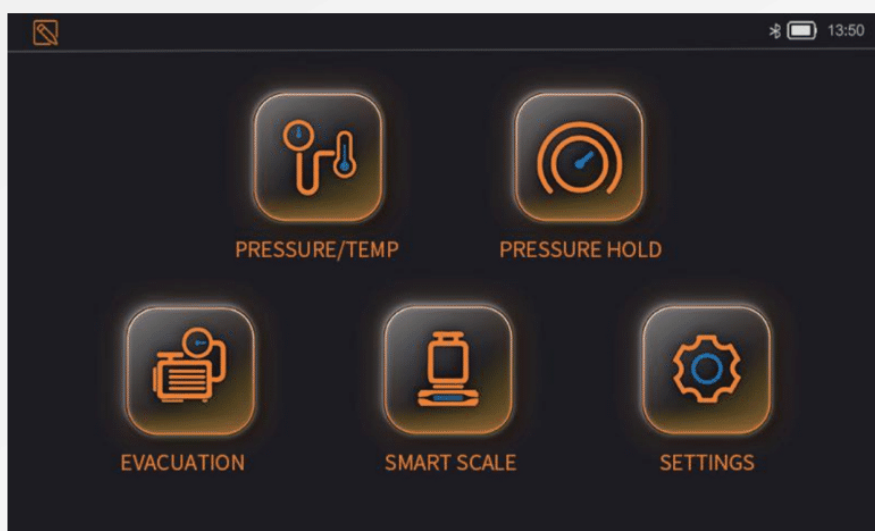 13:50
PRESSURE/TEMP
PRESSURE HOLD
EVACUATION
SMART SCALE
SETTINGS